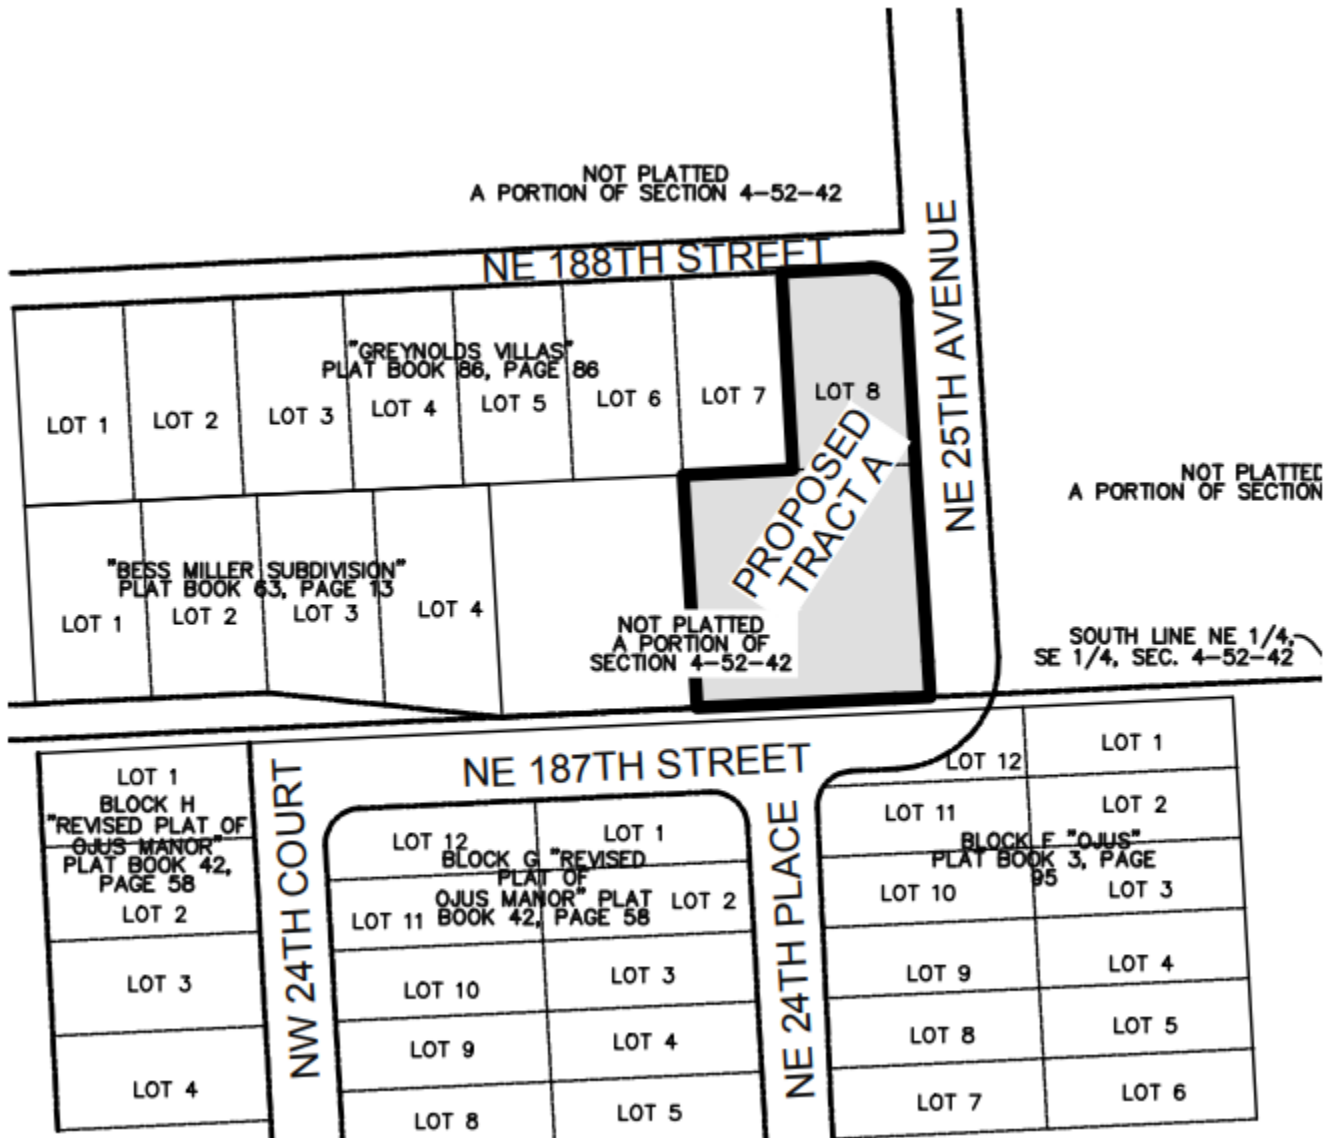 NOT PLATTED
A PORTION OF SECTION 4-52-42
NE 188TH STREET
NE 25TH AVENUE
"GREYNOLDS VILLAS"
PLAT BOOK 86, PAGE 86
LOT 1
LOT 2
LOT 3
LOT 4
LOT 5
LOT 6
LOT 7
LOT 8
PROPOSED
TRACT A
NOT PLATTED
A PORTION OF SECTION
"BESS MILLER SUBDIVISION"
PLAT BOOK 63, PAGE 13
LOT 1
LOT 2
LOT 3
LOT 4
NOT PLATTED
A PORTION OF
SECTION 4-52-42
SOUTH LINE NE 1/4,
SE 1/4, SEC. 4-52-42
NE 187TH STREET
NW 24TH COURT
NE 24TH PLACE
LOT 1
BLOCK H
"REVISED PLAT OF
OJUS MANOR"
PLAT BOOK 42,
PAGE 58
LOT 2
LOT 3
LOT 4
LOT 12
LOT 1
BLOCK G "REVISED
PLAT OF
OJUS MANOR" PLAT
BOOK 42, PAGE 58
LOT 11
LOT 2
LOT 10
LOT 3
LOT 9
LOT 4
LOT 8
LOT 5
LOT 12
LOT 1
LOT 11
LOT 2
BLOCK F "OJUS"
PLAT BOOK 3, PAGE
95
LOT 10
LOT 3
LOT 9
LOT 4
LOT 8
LOT 5
LOT 7
LOT 6